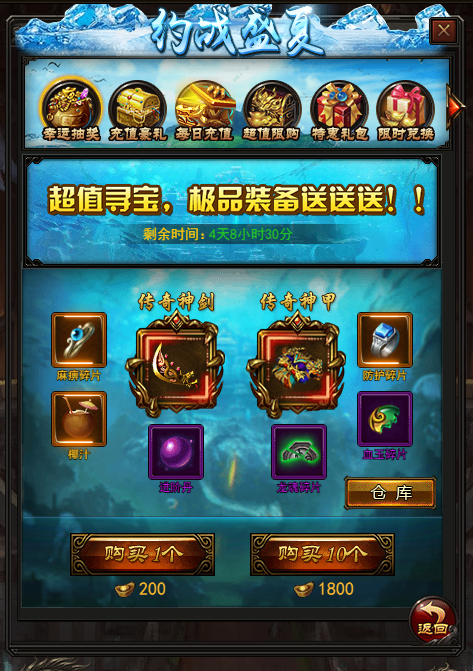 约战盛夏
幸运抽奖 充值豪礼 每日充值 超值限购 特惠礼包 限时兑换
超值寻宝，极品装备送送送！！
剩余时间：4天8小时30分
传奇神剑 传奇神甲
麻痹碎片 防护碎片
椰汁 血玉碎片
进阶丹 龙魂碎片
仓库
购买1个 购买10个
200 1800
返回